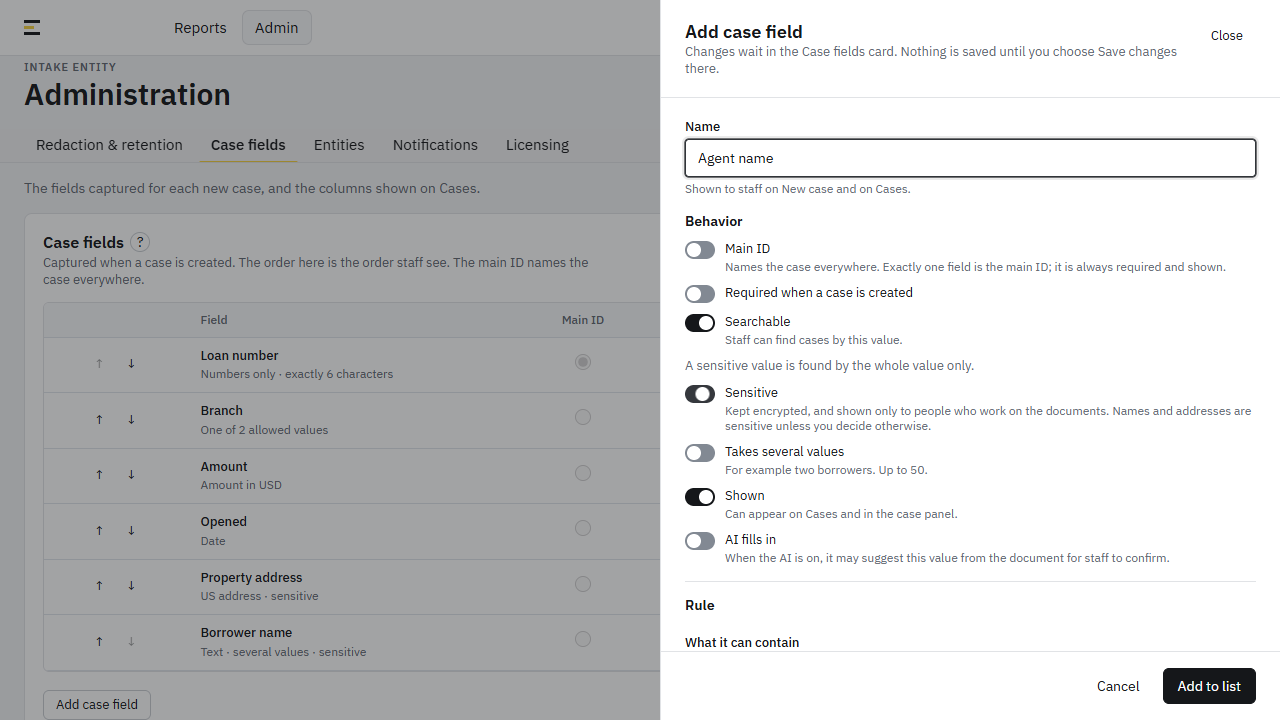 Reports
Admin
INTAKE ENTITY
Administration
Redaction & retention
Case fields
Entities
Notifications
Licensing
The fields captured for each new case, and the columns shown on Cases.
Case fields ?
Captured when a case is created. The order here is the order staff see. The main ID names the
case everywhere.
Field
Main ID
↑ ↓
Loan number
Numbers only · exactly 6 characters
↑ ↓
Branch
One of 2 allowed values
↑ ↓
Amount
Amount in USD
↑ ↓
Opened
Date
↑ ↓
Property address
US address · sensitive
↑ ↓
Borrower name
Text · several values · sensitive
Add case field
Add case field
Changes wait in the Case fields card. Nothing is saved until you choose Save changes
there.
Close
Name
Agent name
Shown to staff on New case and on Cases.
Behavior
Main ID
Names the case everywhere. Exactly one field is the main ID; it is always required and shown.
Required when a case is created
Searchable
Staff can find cases by this value.
A sensitive value is found by the whole value only.
Sensitive
Kept encrypted, and shown only to people who work on the documents. Names and addresses are
sensitive unless you decide otherwise.
Takes several values
For example two borrowers. Up to 50.
Shown
Can appear on Cases and in the case panel.
AI fills in
When the AI is on, it may suggest this value from the document for staff to confirm.
Rule
What it can contain
Cancel
Add to list